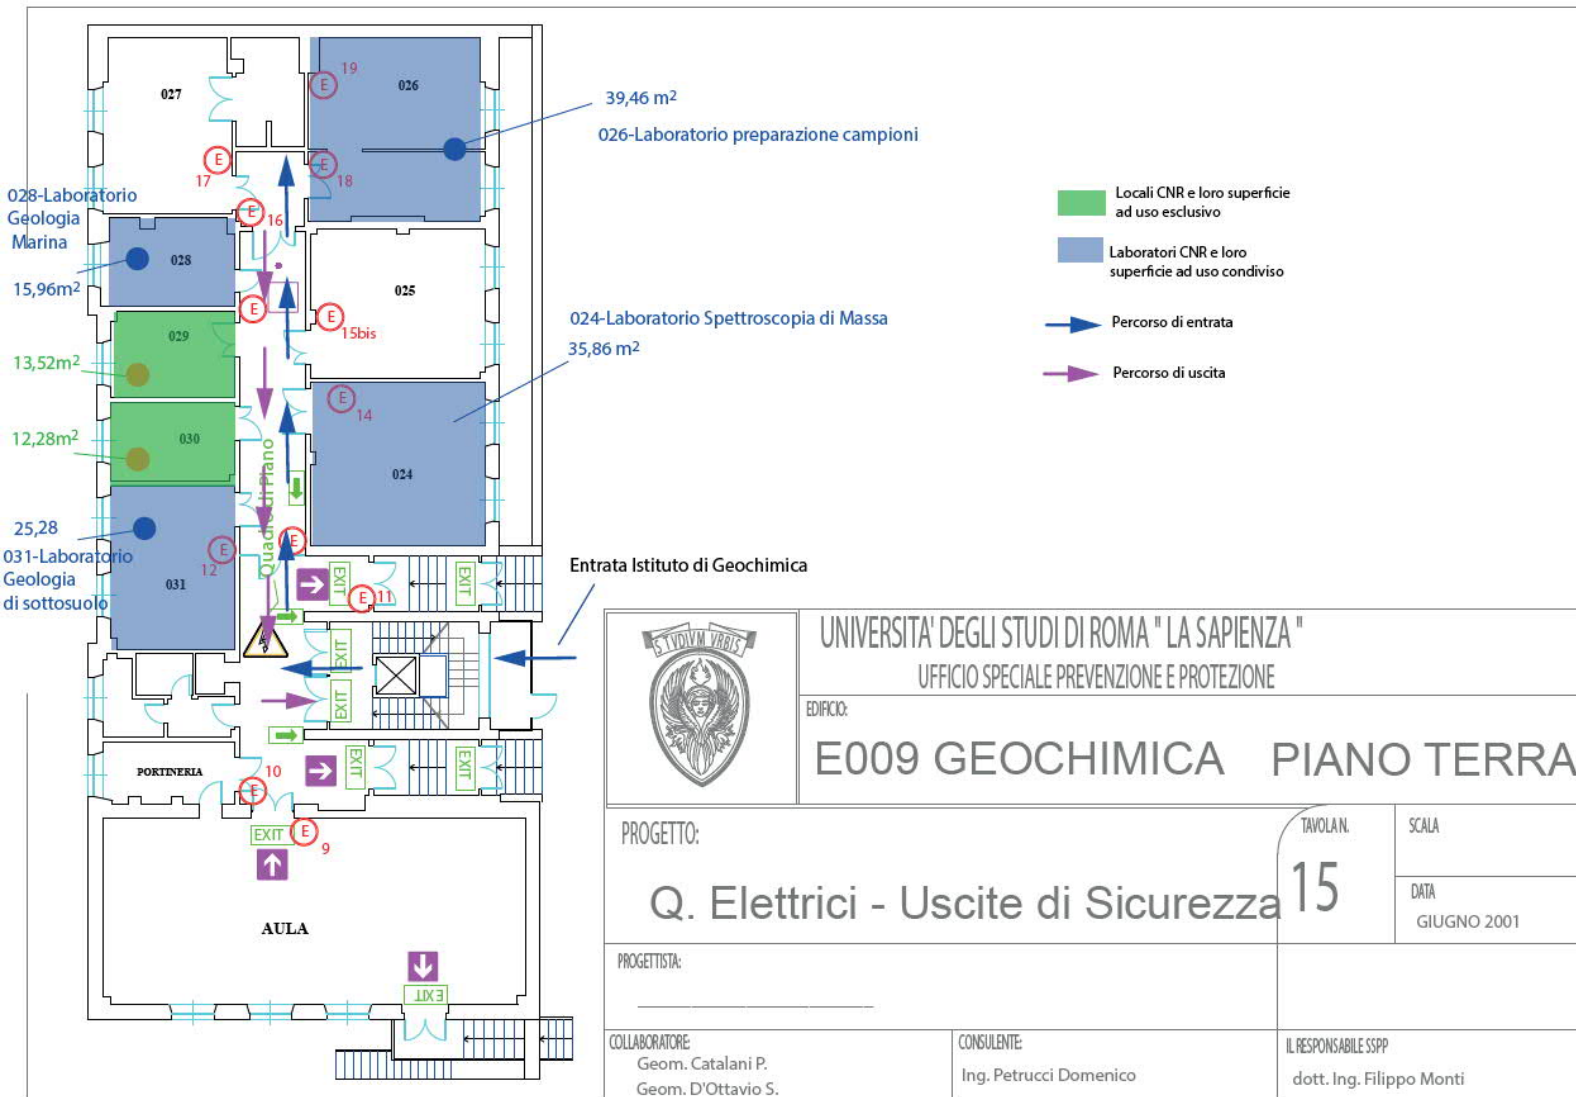 19
026
027
39,46 m²
026-Laboratorio preparazione campioni
E
E
E
17
18
028-Laboratorio
Geologia
Marina
E
16
028
15,96m²
Locali CNR e loro superficie
ad uso esclusivo
Laboratori CNR e loro
superficie ad uso condiviso
Percorso di entrata
Percorso di uscita
025
E
E
15bis
029
13,52m²
024-Laboratorio Spettroscopia di Massa
35,86 m²
E
14
030
12,28m²
Quadro di Piano
024
25,28
031-Laboratorio
Geologia
di sottosuolo
E
12
E
031
EXIT
E
11
EXIT
Entrata Istituto di Geochimica
EXIT
EXIT
EXIT
EXIT
PORTINERIA
10
E
EXIT
E
9
AULA
EXIT
STVDIVM VRBIS
UNIVERSITA' DEGLI STUDI DI ROMA " LA SAPIENZA "
UFFICIO SPECIALE PREVENZIONE E PROTEZIONE
EDIFICIO:
E009 GEOCHIMICA PIANO TERRA
PROGETTO:
Q. Elettrici - Uscite di Sicurezza
TAVOLA N.
15
SCALA
DATA
GIUGNO 2001
PROGETTISTA:
COLLABORATORE:
Geom. Catalani P.
Geom. D'Ottavio S.
CONSULENTE:
Ing. Petrucci Domenico
IL RESPONSABILE SSPP
dott. Ing. Filippo Monti